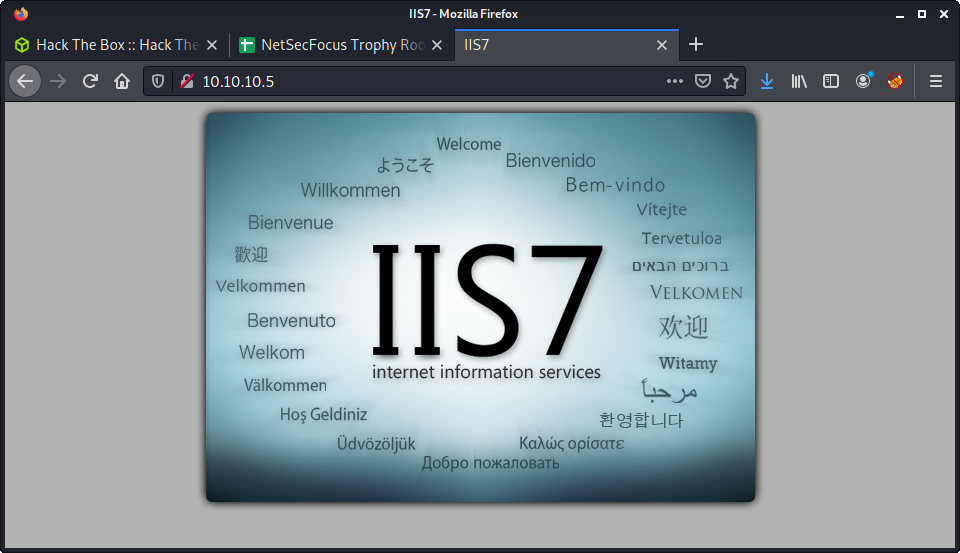 IIS7 - Mozilla Firefox
Hack The Box :: Hack The
NetSecFocus Trophy Roo
IIS7
10.10.10.5
Welcome
ようこそ
Bienvenido
Willkommen
Bem-vindo
Vítejte
Bienvenue
Tervetuloa
歡迎
ברוכים הבאים
Velkommen
VELKOMEN
Benvenuto
欢迎
Welkom
Witamy
Välkommen
مرحباً
Hoş Geldiniz
환영합니다
Üdvözöljük
Καλώς ορίσατε
Добро пожаловать
IIS7
internet information services